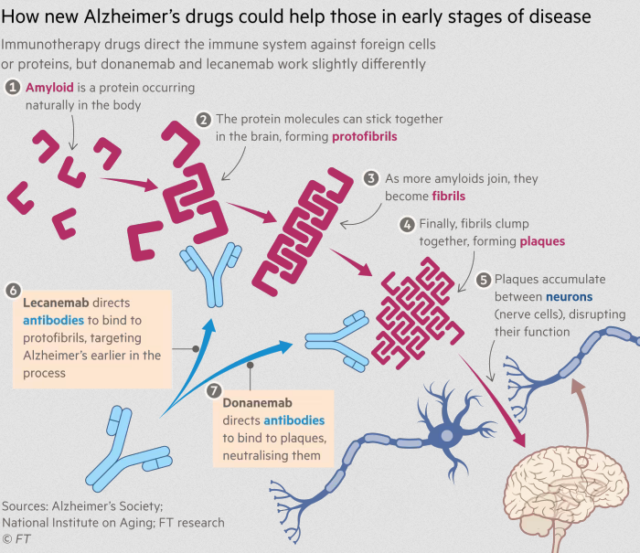 How new Alzheimer's drugs could help those in early stages of disease
Immunotherapy drugs direct the immune system against foreign cells
or proteins, but donanemab and lecanemab work slightly differently
1 Amyloid is a protein occurring
naturally in the body
2 The protein molecules can stick together
in the brain, forming protofibrils
3 As more amyloids join, they
become fibrils
4 Finally, fibrils clump
together, forming plaques
5 Plaques accumulate
between neurons
(nerve cells), disrupting
their function
6
Lecanemab directs
antibodies to bind to
protofibrils, targeting
Alzheimer's earlier in the
process
7
Donanemab
directs antibodies
to bind to plaques,
neutralising them
Sources: Alzheimer's Society;
National Institute on Aging; FT research
© FT